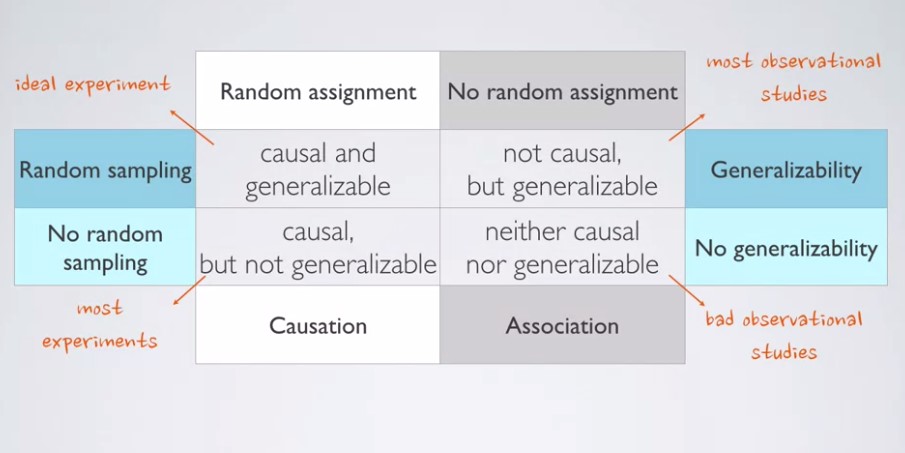 ideal experiment
most observational
studies
Random assignment
No random assignment
Random sampling
causal and
generalizable
not causal,
but generalizable
Generalizability
No random
sampling
causal,
but not generalizable
neither causal
nor generalizable
No generalizability
most
experiments
Causation
Association
bad observational
studies